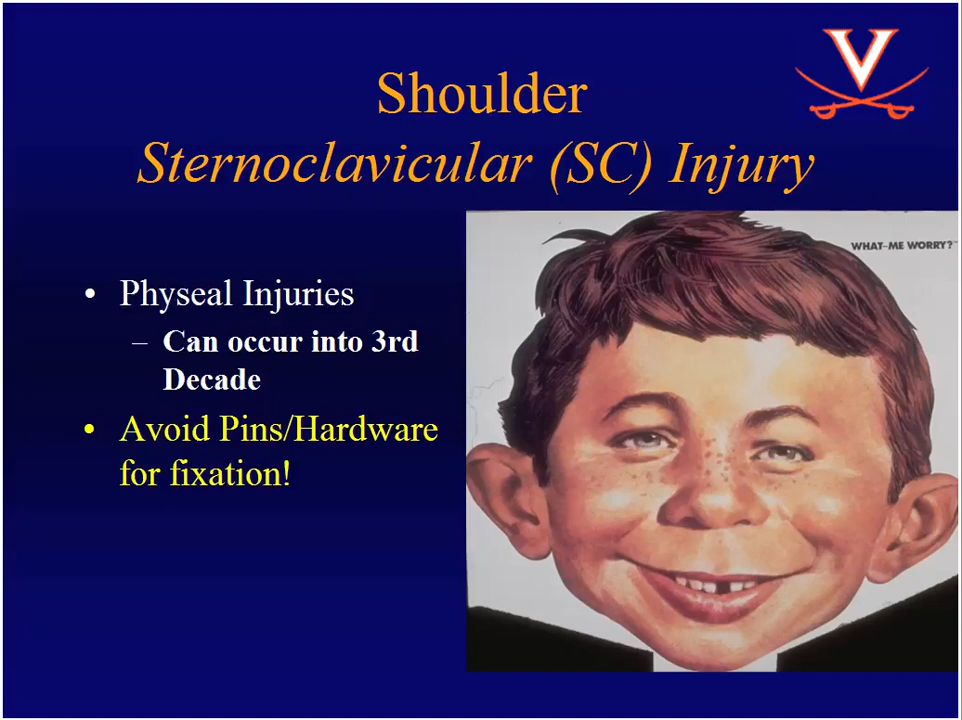 Shoulder
Sternoclavicular (SC) Injury
WHAT–ME WORRY?™
• Physeal Injuries
– Can occur into 3rd
Decade
• Avoid Pins/Hardware
for fixation!
V